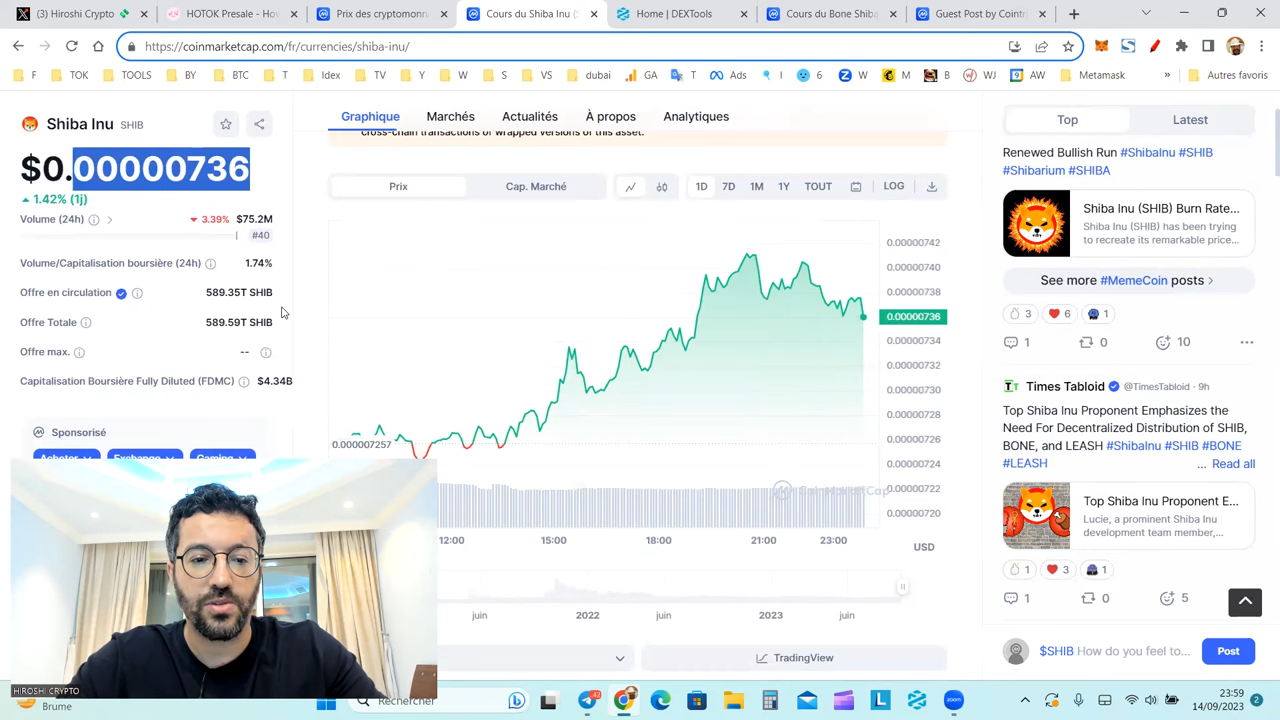 (3) Hiroshi Crypto
HOTOK Presale - Hov
Prix des cryptomonn
Cours du Shiba Inu (S
Home | DEXTools
Cours du Bone Shiba
Guest Post by Coint
https://coinmarketcap.com/fr/currencies/shiba-inu/
F TOK TOOLS BY BTC T Idex TV Y W S VS dubai GA T Ads I 6 W M B WJ AW Metamask » Autres favoris
Shiba Inu SHIB
$0.00000736
1.42% (1j)
Volume (24h) 3.39% $75.2M
#40
Volume/Capitalisation boursière (24h) 1.74%
Offre en circulation 589.35T SHIB
Offre Totale 589.59T SHIB
Offre max. --
Capitalisation Boursière Fully Diluted (FDMC) $4.34B
Sponsorisé
Acheter Exchange Gaming
Graphique Marchés Actualités À propos Analytiques
cross-chain transactions of wrapped versions of this asset.
Prix Cap. Marché 1D 7D 1M 1Y TOUT LOG
0.00000742
0.00000740
0.00000738
0.00000736
0.00000734
0.00000732
0.00000730
0.00000728
0.00000726
0.00000724
0.00000722
0.00000720
0.000007257
CoinMarketCap
12:00 15:00 18:00 21:00 23:00
USD
juin 2022 juin 2023 juin
TradingView
Top Latest
Renewed Bullish Run #ShibaInu #SHIB
#Shibarium #SHIBA
Shiba Inu (SHIB) Burn Rate...
Shiba Inu (SHIB) has been trying
to recreate its remarkable price...
See more #MemeCoin posts
3 6 1
1 0 10
Times Tabloid @TimesTabloid · 9h
Top Shiba Inu Proponent Emphasizes the
Need For Decentralized Distribution of SHIB,
BONE, and LEASH #ShibaInu #SHIB #BONE
#LEASH ... Read all
Top Shiba Inu Proponent E...
Lucie, a prominent Shiba Inu
development team member,...
1 3 1
1 0 5
$SHIB How do you feel to... Post
HIROSHI CRYPTO
Brume
Rechercher
23:59
14/09/2023